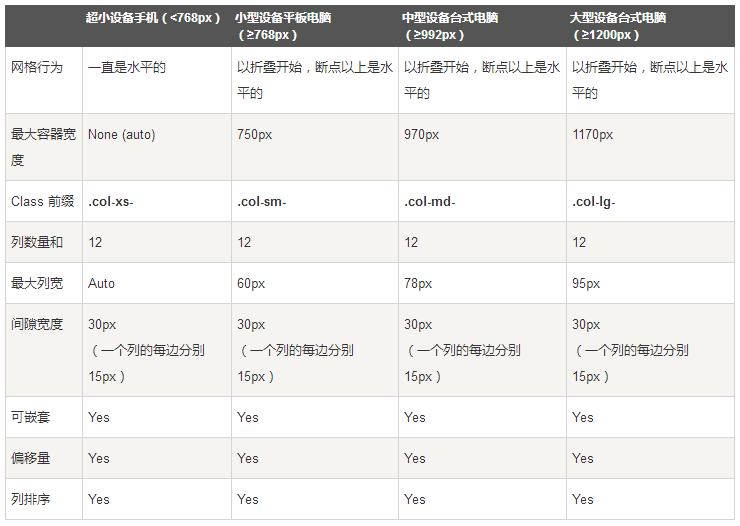 超小设备手机（<768px）
小型设备平板电脑
（≥768px）
中型设备台式电脑
（≥992px）
大型设备台式电脑
（≥1200px）
网格行为
一直是水平的
以折叠开始，断点以上是水
平的
以折叠开始，断点以上是水
平的
以折叠开始，断点以上是水
平的
最大容器宽
度
None (auto)
750px
970px
1170px
Class 前缀
.col-xs-
.col-sm-
.col-md-
.col-lg-
列数量和
12
12
12
12
最大列宽
Auto
60px
78px
95px
间隙宽度
30px
（一个列的每边分别
15px）
30px
（一个列的每边分别
15px）
30px
（一个列的每边分别
15px）
30px
（一个列的每边分别
15px）
可嵌套
Yes
Yes
Yes
Yes
偏移量
Yes
Yes
Yes
Yes
列排序
Yes
Yes
Yes
Yes